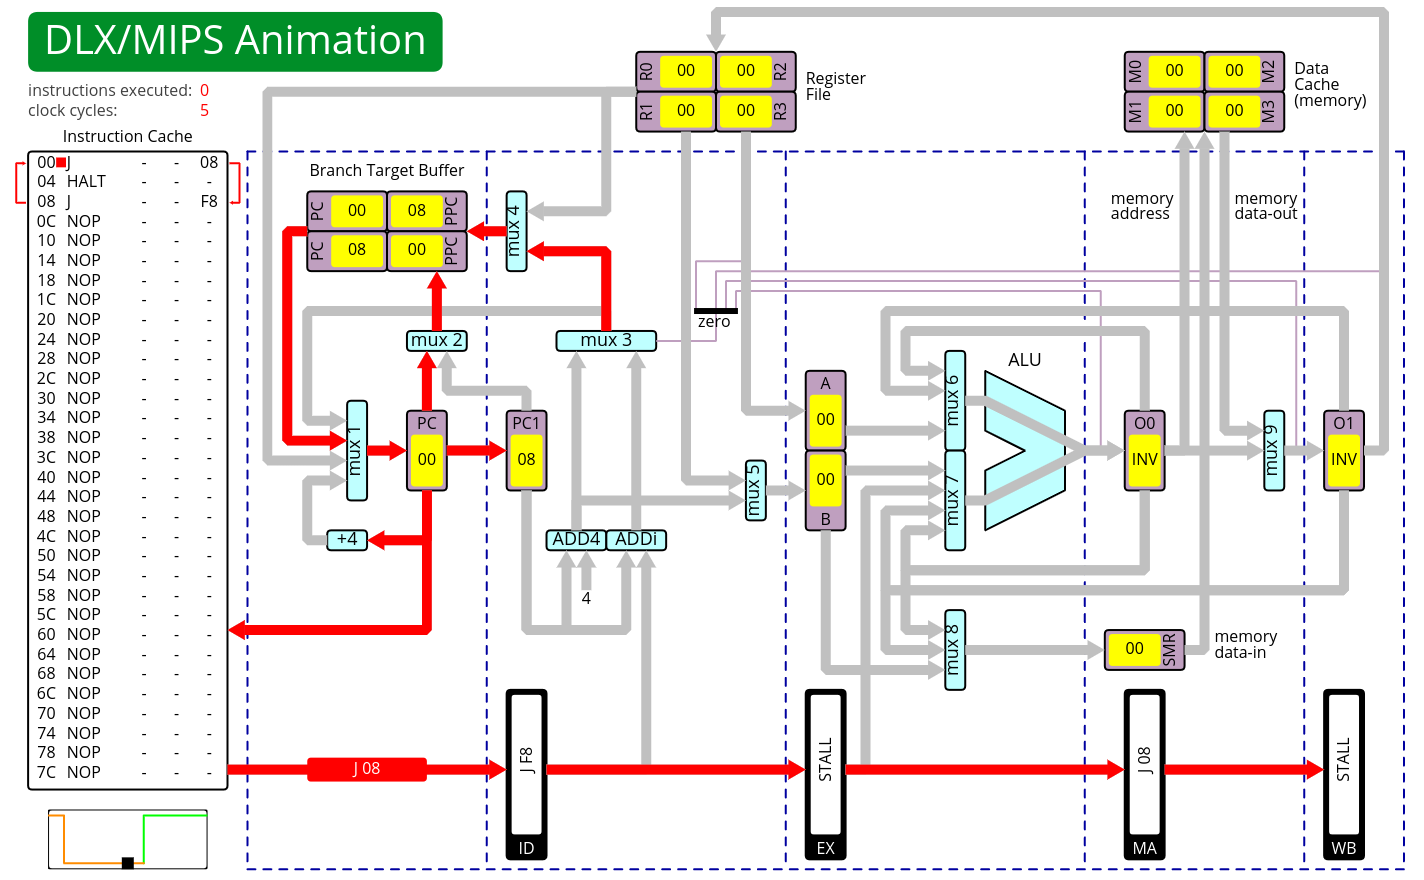 DLX/MIPS Animation
instructions executed: 0
clock cycles: 5
Instruction Cache
00 J - - 08
04 HALT - - -
08 J - - F8
0C NOP - - -
10 NOP - - -
14 NOP - - -
18 NOP - - -
1C NOP - - -
20 NOP - - -
24 NOP - - -
28 NOP - - -
2C NOP - - -
30 NOP - - -
34 NOP - - -
38 NOP - - -
3C NOP - - -
40 NOP - - -
44 NOP - - -
48 NOP - - -
4C NOP - - -
50 NOP - - -
54 NOP - - -
58 NOP - - -
5C NOP - - -
60 NOP - - -
64 NOP - - -
68 NOP - - -
6C NOP - - -
70 NOP - - -
74 NOP - - -
78 NOP - - -
7C NOP - - -
R0 00 00 R2
R1 00 00 R3
Register
File
M0 00 00 M2
M1 00 00 M3
Data
Cache
(memory)
Branch Target Buffer
PC 00 08 PPC
PC 08 00 PPC
mux 4
memory
address
memory
data-out
zero
mux 2
mux 3
mux 1
PC
00
PC1
08
+4
ADD4
ADDi
4
mux 5
A
00
00
B
mux 6
mux 7
ALU
mux 8
O0
INV
mux 9
O1
INV
00 SMR
memory
data-in
J 08
J F8
ID
STALL
EX
J 08
MA
STALL
WB